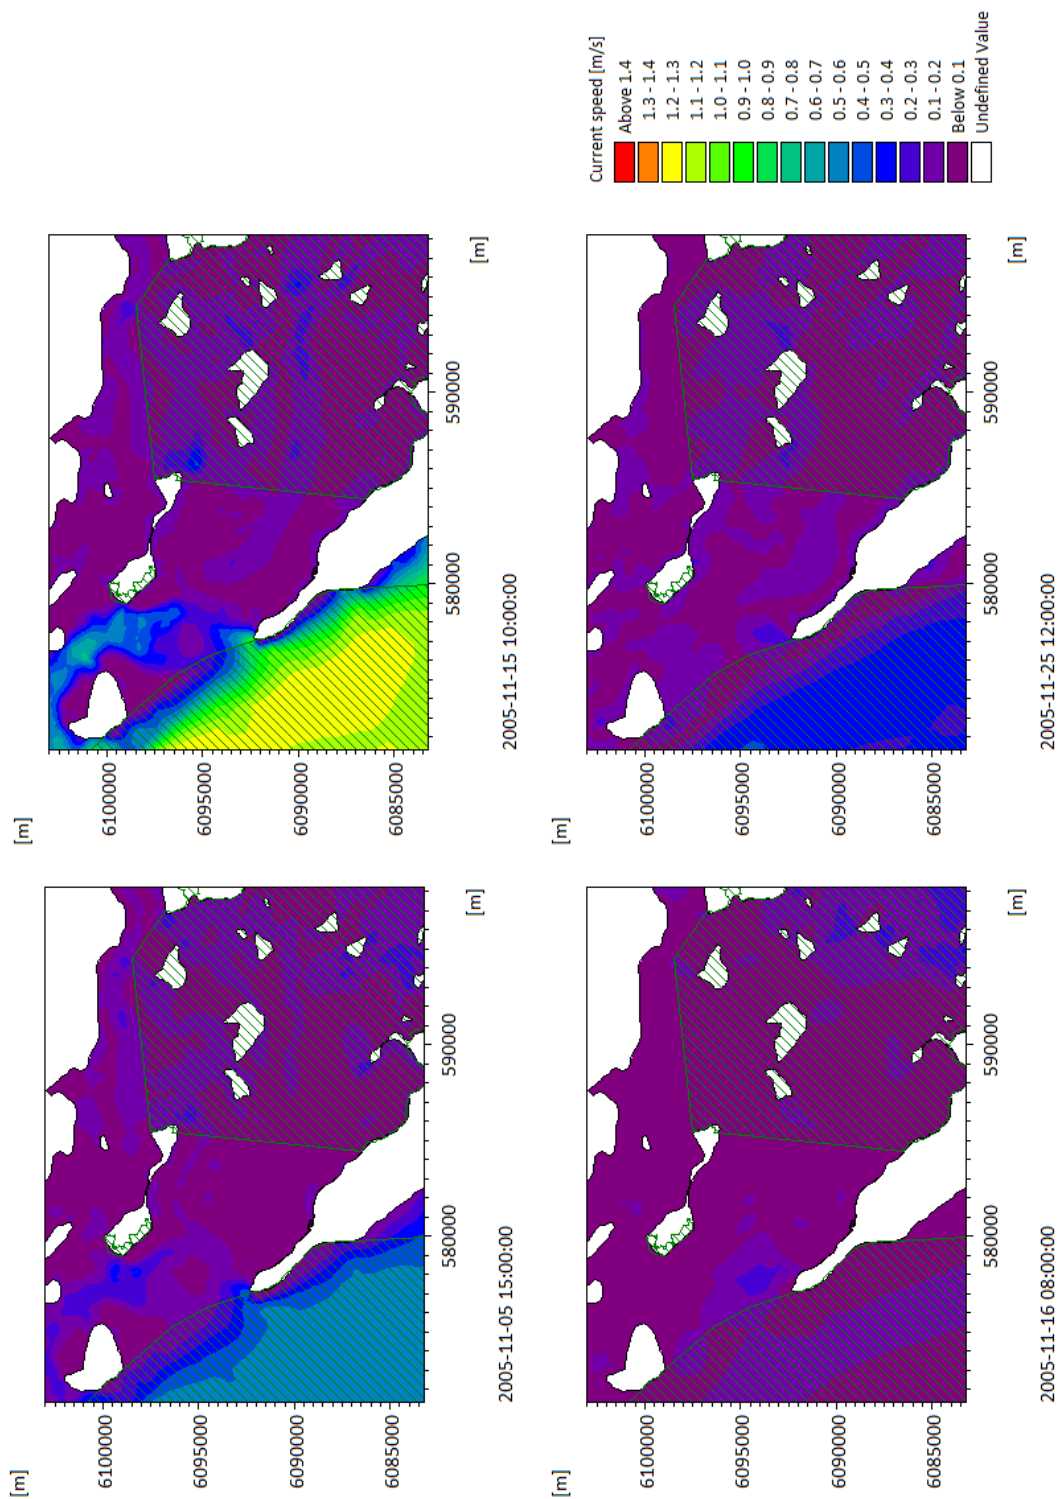 [m]
6100000
6095000
6090000
6085000
580000 590000
[m]
2005-11-05 15:00:00
[m]
6100000
6095000
6090000
6085000
580000 590000
[m]
2005-11-15 10:00:00
[m]
6100000
6095000
6090000
6085000
580000 590000
[m]
2005-11-16 08:00:00
[m]
6100000
6095000
6090000
6085000
580000 590000
[m]
2005-11-25 12:00:00
Current speed [m/s]
Above 1.4
1.3 - 1.4
1.2 - 1.3
1.1 - 1.2
1.0 - 1.1
0.9 - 1.0
0.8 - 0.9
0.7 - 0.8
0.6 - 0.7
0.5 - 0.6
0.4 - 0.5
0.3 - 0.4
0.2 - 0.3
0.1 - 0.2
Below 0.1
Undefined Value